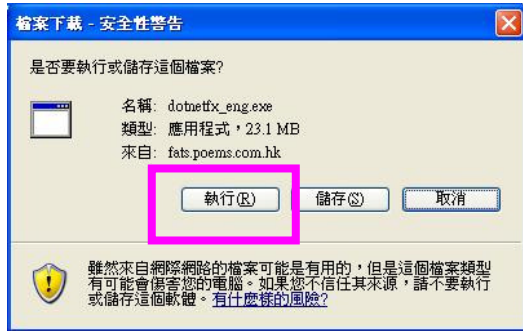 檔案下載 - 安全性警告
是否要執行或儲存這個檔案?
名稱: dotnetfx_eng.exe
類型: 應用程式，23.1 MB
來自: fats.poems.com.hk
執行(R) 儲存(S) 取消
雖然來自網際網路的檔案可能是有用的，但是這個檔案類型
有可能會傷害您的電腦。如果您不信任其來源，請不要執行
或儲存這個軟體。有什麼樣的風險?